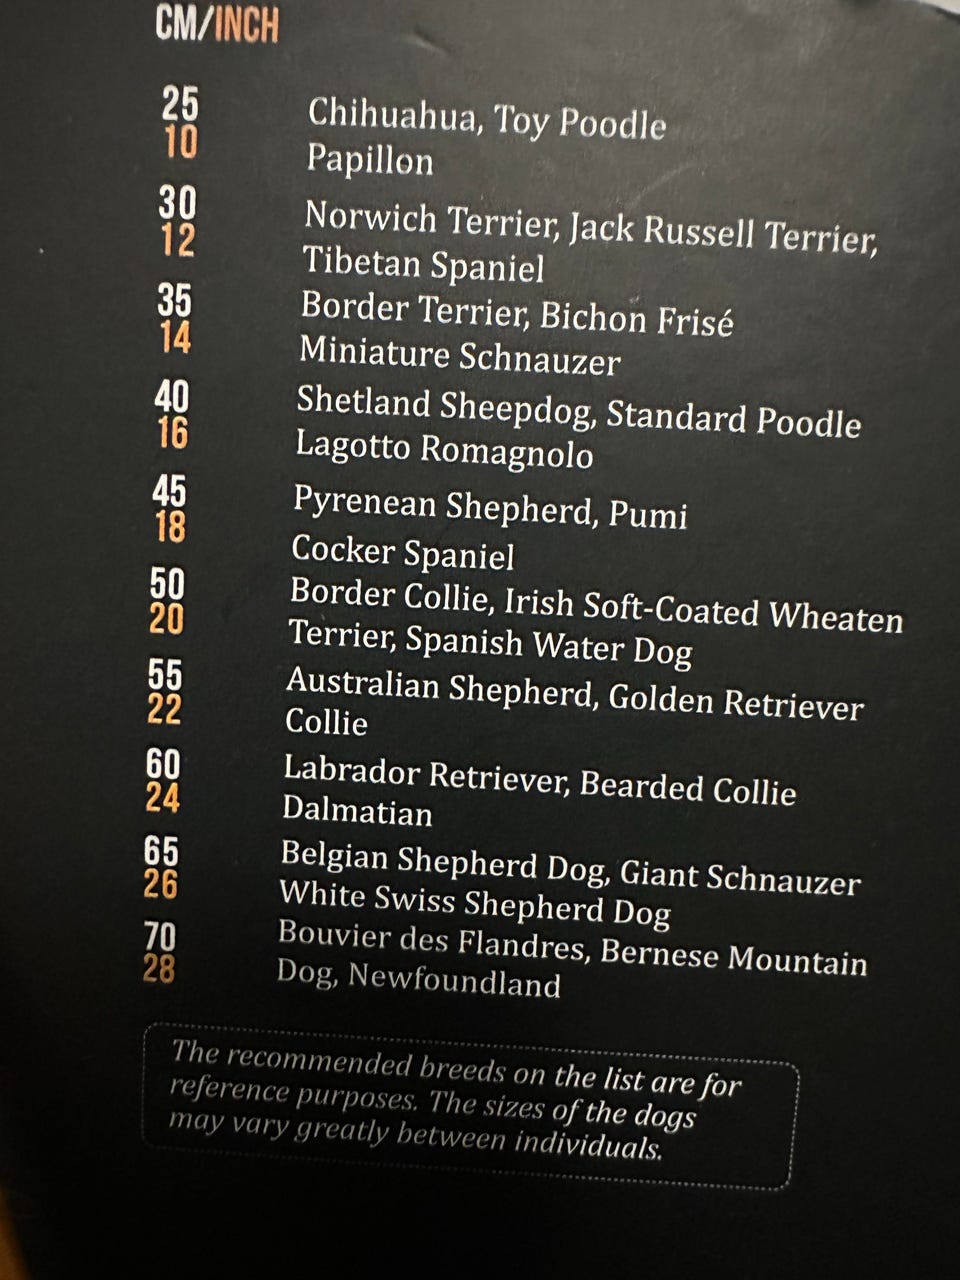 CM/INCH
25
10
Chihuahua, Toy Poodle
Papillon
30
12
Norwich Terrier, Jack Russell Terrier,
Tibetan Spaniel
35
14
Border Terrier, Bichon Frisé
Miniature Schnauzer
40
16
Shetland Sheepdog, Standard Poodle
Lagotto Romagnolo
45
18
Pyrenean Shepherd, Pumi
Cocker Spaniel
50
20
Border Collie, Irish Soft-Coated Wheaten
Terrier, Spanish Water Dog
55
22
Australian Shepherd, Golden Retriever
Collie
60
24
Labrador Retriever, Bearded Collie
Dalmatian
65
26
Belgian Shepherd Dog, Giant Schnauzer
White Swiss Shepherd Dog
70
28
Bouvier des Flandres, Bernese Mountain
Dog, Newfoundland
The recommended breeds on the list are for
reference purposes. The sizes of the dogs
may vary greatly between individuals.